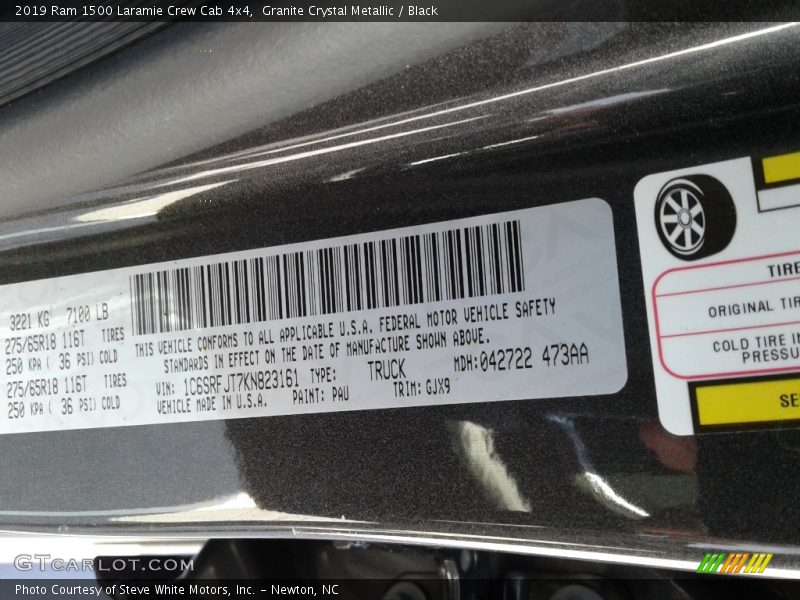 2019 Ram 1500 Laramie Crew Cab 4x4,  Granite Crystal Metallic / Black
3221 KG 7100 LB
275/65R18 116T TIRES
250 KPA ( 36 PSI) COLD
275/65R18 116T TIRES
250 KPA ( 36 PSI) COLD
THIS VEHICLE CONFORMS TO ALL APPLICABLE U.S.A. FEDERAL MOTOR VEHICLE SAFETY
STANDARDS IN EFFECT ON THE DATE OF MANUFACTURE SHOWN ABOVE.
VIN: 1C6SRFJT7KN823161 TYPE: TRUCK MDH:042722 473AA
VEHICLE MADE IN U.S.A. PAINT: PAU TRIM:GJX9
TIRE
ORIGINAL TIR
COLD TIRE IN
PRESSU
SE
GTCarLot.com
Photo Courtesy of Steve White Motors, Inc. – Newton, NC